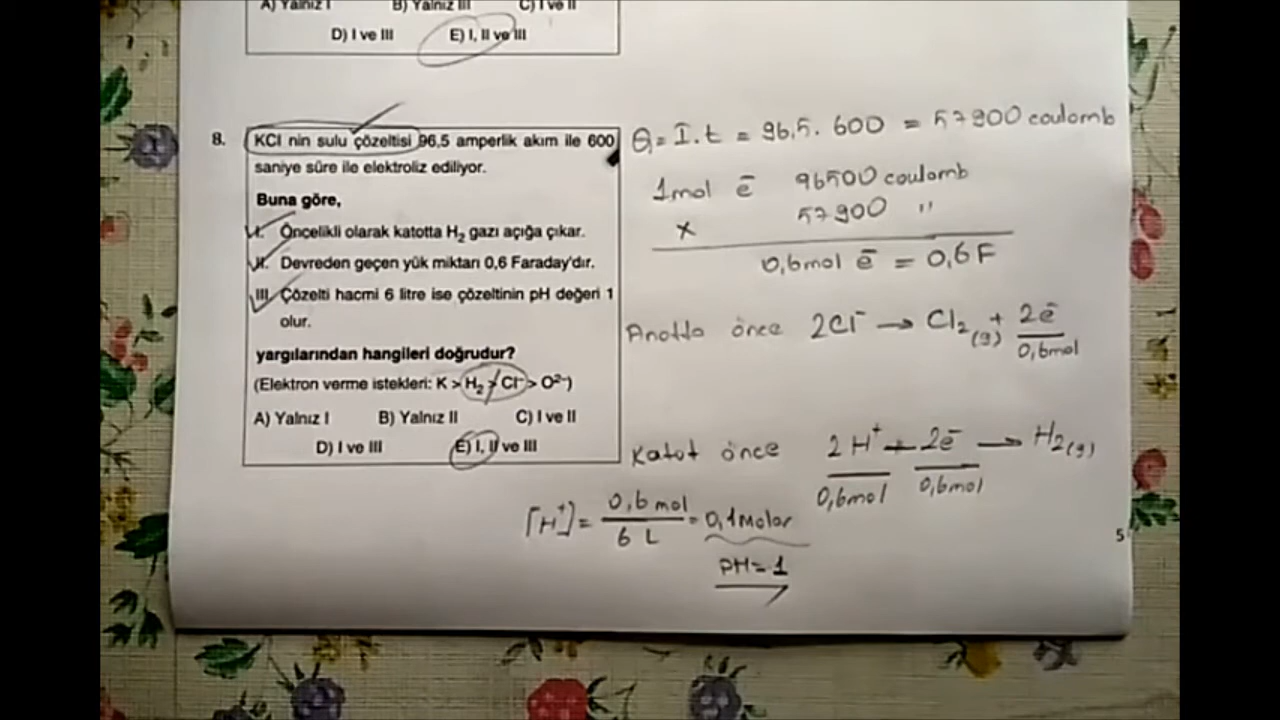 A) Yalnız I B) Yalnız III C) I ve II
D) I ve III E) I, II ve III
8. KCl nin sulu çözeltisi 96,5 amperlik akım ile 600
saniye süre ile elektroliz ediliyor.
Buna göre,
I. Öncelikli olarak katotta H₂ gazı açığa çıkar.
II. Devreden geçen yük miktarı 0,6 Faraday'dır.
III. Çözelti hacmi 6 litre ise çözeltinin pH değeri 1
olur.
yargılarından hangileri doğrudur?
(Elektron verme istekleri: K > H₂ > Cl⁻ > O²⁻)
A) Yalnız I B) Yalnız II C) I ve II
D) I ve III E) I, II ve III
Q = I.t = 96,5. 600 = 57900 coulomb
1mol e⁻ 96500 coulomb
x 57900 "
0,6mol e⁻ = 0,6F
Anotta önce 2Cl⁻ → Cl₂(g) + 2e⁻
0,6mol
Katot önce 2H⁺ + 2e⁻ → H₂(g)
0,6mol 0,6mol
[H⁺] = 0,6 mol / 6 L = 0,1 Molar
PH = 1
5